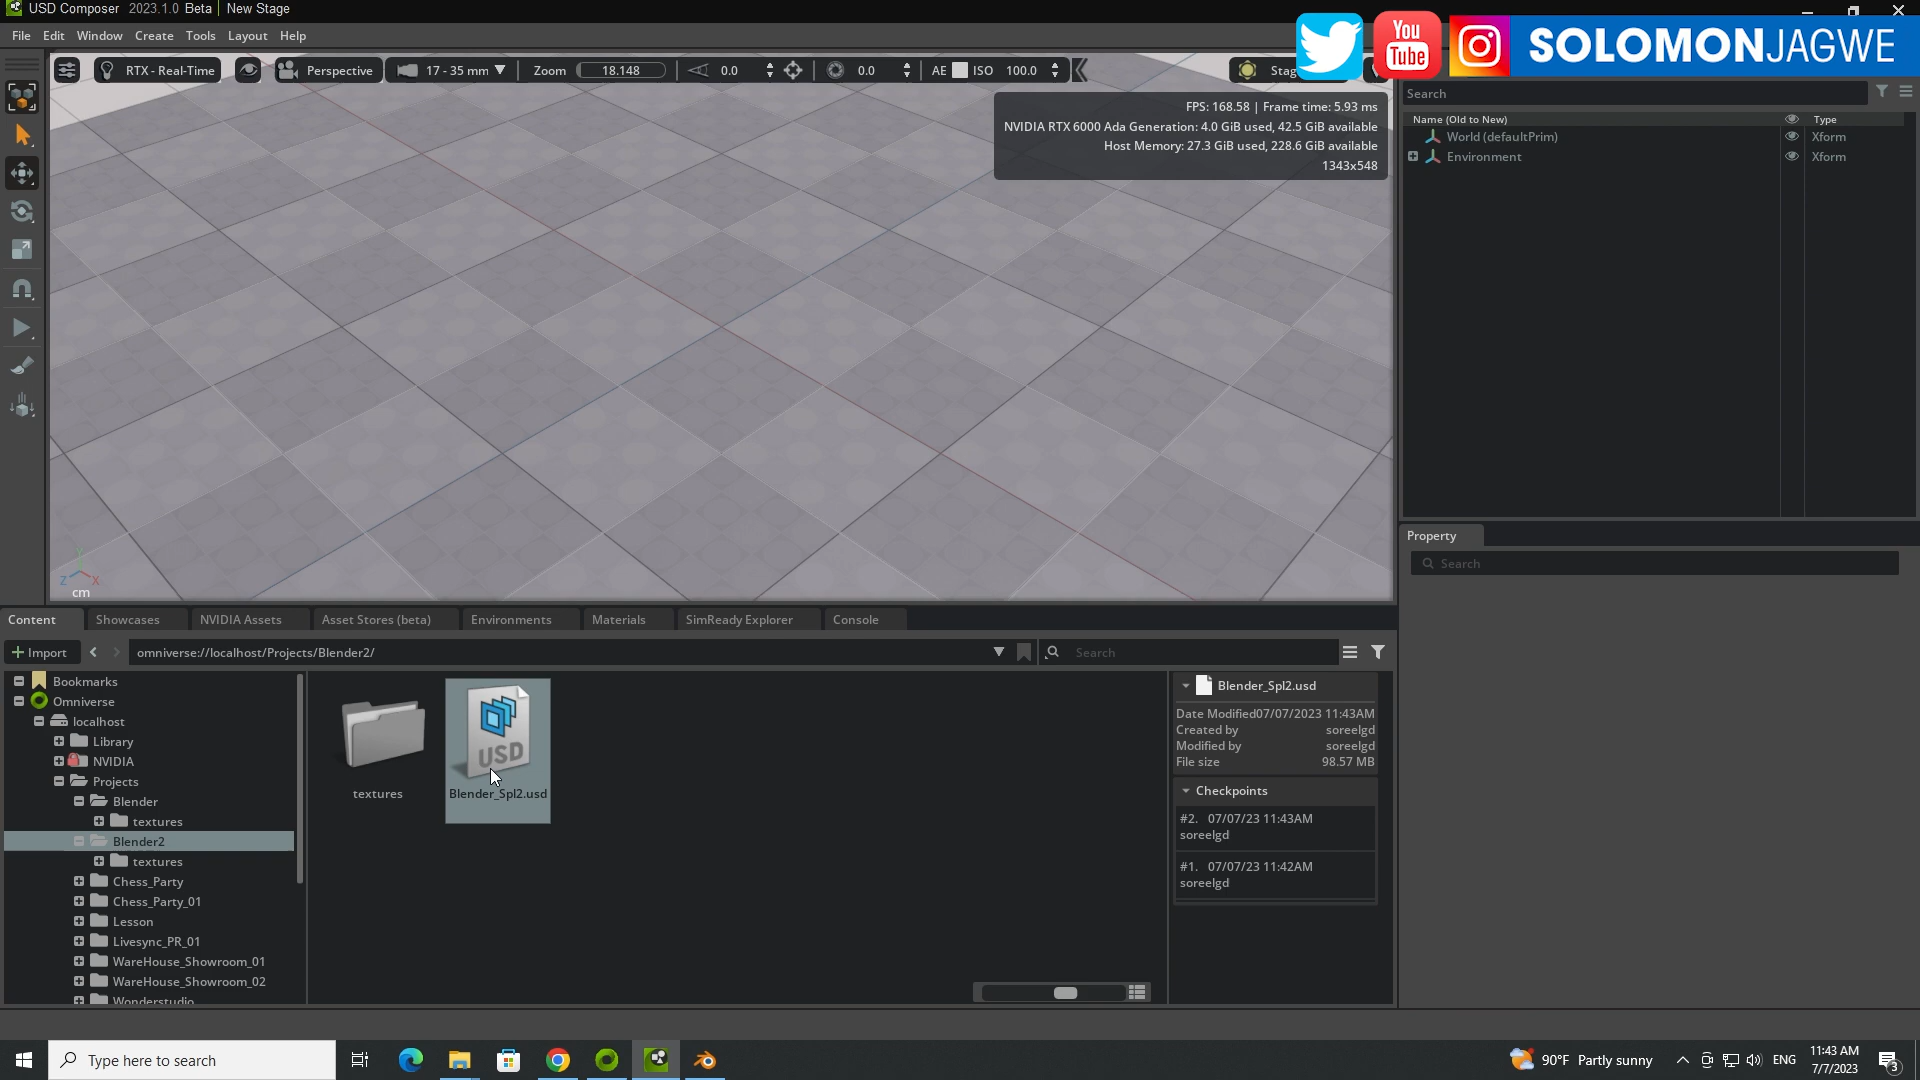 USD Composer 2023.1.0 Beta New Stage
File Edit Window Create Tools Layout Help
You Tube
SOLOMONJAGWE
RTX - Real-Time Perspective 17 - 35 mm Zoom 18.148 0.0 0.0 AE ISO 100.0
FPS: 168.58 | Frame time: 5.93 ms
NVIDIA RTX 6000 Ada Generation: 4.0 GiB used, 42.5 GiB available
Host Memory: 27.3 GiB used, 228.6 GiB available
1343x548
Search
Name (Old to New) Type
World (defaultPrim) Xform
Environment Xform
Property
Search
Y
Z X
cm
Content Showcases NVIDIA Assets Asset Stores (beta) Environments Materials SimReady Explorer Console
Import omniverse://localhost/Projects/Blender2/ Search
Bookmarks
Omniverse
localhost
Library
NVIDIA
Projects
Blender
textures
Blender2
textures
Chess_Party
Chess_Party_01
Lesson
Livesync_PR_01
WareHouse_Showroom_01
WareHouse_Showroom_02
Wonderstudio
textures
USD
Blender_Spl2.usd
Blender_Spl2.usd
Date Modified07/07/2023 11:43AM
Created by soreelgd
Modified by soreelgd
File size 98.57 MB
Checkpoints
#2. 07/07/23 11:43AM
soreelgd
#1. 07/07/23 11:42AM
soreelgd
Type here to search
90°F Partly sunny
ENG
11:43 AM
7/7/2023
3